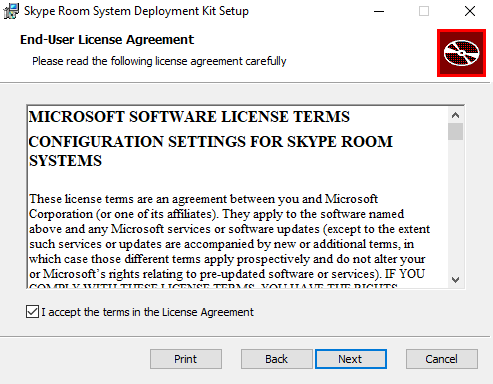 Skype Room System Deployment Kit Setup
End-User License Agreement
Please read the following license agreement carefully
MICROSOFT SOFTWARE LICENSE TERMS
CONFIGURATION SETTINGS FOR SKYPE ROOM
SYSTEMS
These license terms are an agreement between you and Microsoft
Corporation (or one of its affiliates). They apply to the software named
above and any Microsoft services or software updates (except to the extent
such services or updates are accompanied by new or additional terms, in
which case those different terms apply prospectively and do not alter your
or Microsoft's rights relating to pre-updated software or services). IF YOU
COMPLY WITH THESE LICENSE TERMS, YOU HAVE THE RIGHTS
I accept the terms in the License Agreement
Print
Back
Next
Cancel